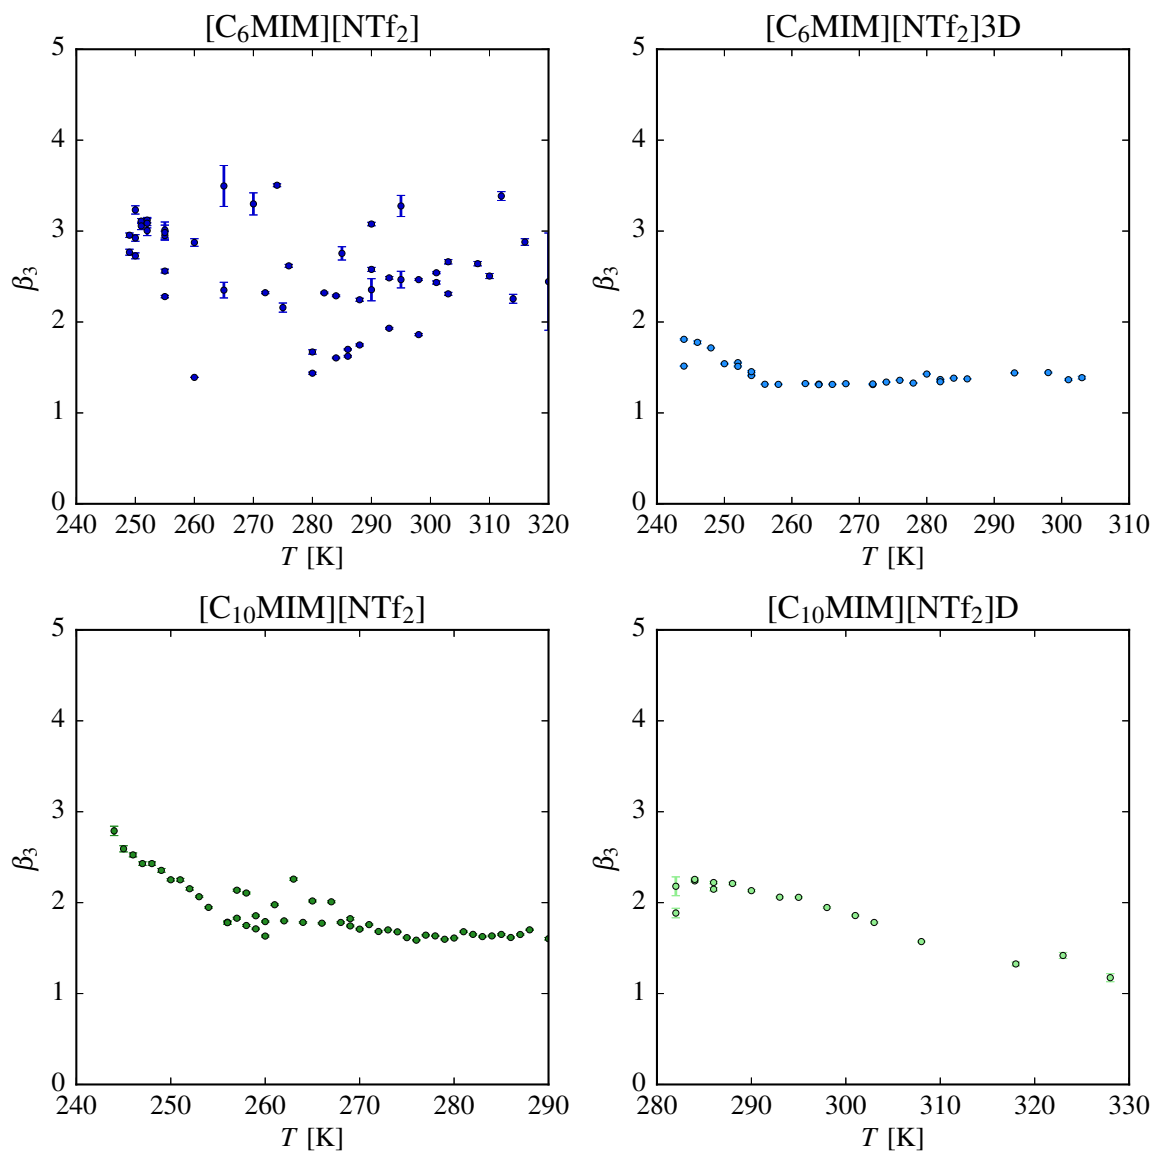 [C₆MIM][NTf₂]
5
4
3
2
1
0
β₃
240 250 260 270 280 290 300 310 320
T [K]
[C₆MIM][NTf₂]3D
5
4
3
2
1
0
β₃
240 250 260 270 280 290 300 310
T [K]
[C₁₀MIM][NTf₂]
5
4
3
2
1
0
β₃
240 250 260 270 280 290
T [K]
[C₁₀MIM][NTf₂]D
5
4
3
2
1
0
β₃
280 290 300 310 320 330
T [K]